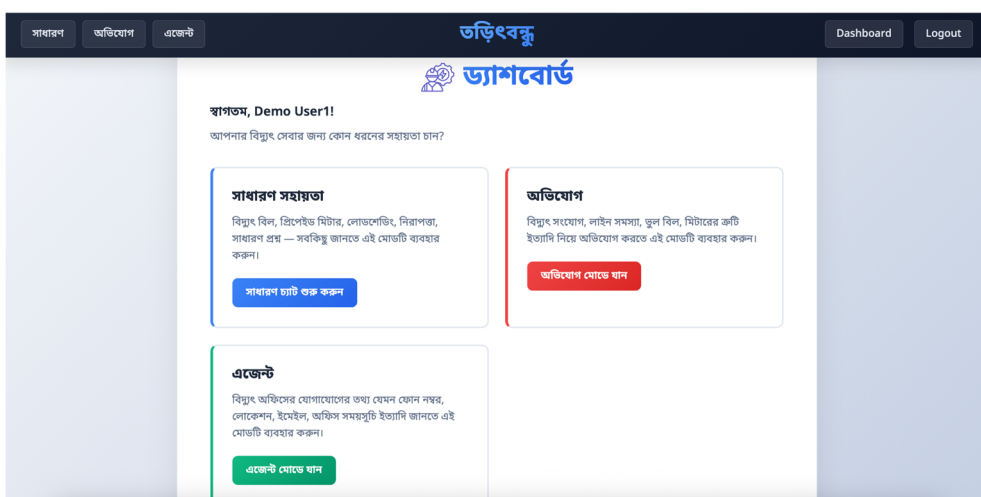 সাধারণ
অভিযোগ
এজেন্ট
তড়িৎবন্ধু
Dashboard
Logout
ড্যাশবোর্ড
স্বাগতম, Demo User1!
আপনার বিদ্যুৎ সেবার জন্য কোন ধরনের সহায়তা চান?
সাধারণ সহায়তা
বিদ্যুৎ বিল, প্রিপেইড মিটার, লোডশেডিং, নিরাপত্তা,
সাধারণ প্রশ্ন — সবকিছু জানতে এই মোডটি ব্যবহার
করুন।
সাধারণ চ্যাট শুরু করুন
অভিযোগ
বিদ্যুৎ সংযোগ, লাইন সমস্যা, ভুল বিল, মিটারের ত্রুটি
ইত্যাদি নিয়ে অভিযোগ করতে এই মোডটি ব্যবহার করুন।
অভিযোগ মোডে যান
এজেন্ট
বিদ্যুৎ অফিসের যোগাযোগের তথ্য যেমন ফোন নম্বর,
লোকেশন, ইমেইল, অফিস সময়সূচি ইত্যাদি জানতে এই
মোডটি ব্যবহার করুন।
এজেন্ট মোডে যান